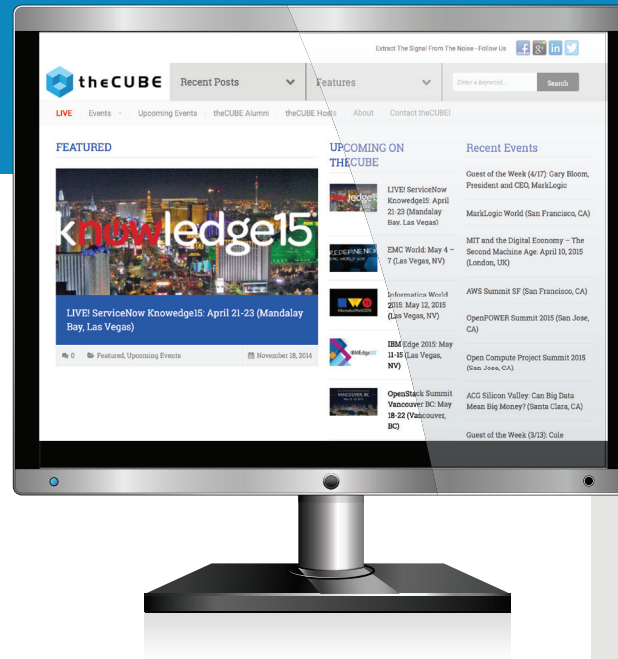 Extract The Signal From The Noise - Follow Us
f g+ in
theCUBE
Recent Posts
Features
Enter a keyword...
Search
LIVE Events Upcoming Events theCUBE Alumni theCUBE Hosts About Contact theCUBE!
FEATURED
knowledge15
LIVE! ServiceNow Knowedge15: April 21-23 (Mandalay
Bay, Las Vegas)
0 Featured, Upcoming Events November 18, 2014
UPCOMING ON
THECUBE
LIVE! ServiceNow
Knowedge15: April
21-23 (Mandalay
Bay, Las Vegas)
REDEFINE.NEX
EMC World: May 4 –
7 (Las Vegas, NV)
Informatica World
2015: May 12, 2015
(Las Vegas, NV)
IBMEdge2015
IBM Edge 2015: May
11-15 (Las Vegas,
NV)
VANCOUVER, BC
OpenStack Summit
Vancouver BC: May
18-22 (Vancouver,
BC)
Recent Events
Guest of the Week (4/17): Gary Bloom,
President and CEO, MarkLogic
MarkLogic World (San Francisco, CA)
MIT and the Digital Economy – The
Second Machine Age: April 10, 2015
(London, UK)
AWS Summit SF (San Francisco, CA)
OpenPOWER Summit 2015 (San Jose,
CA)
Open Compute Project Summit 2015
(San Jose, CA)
ACG Silicon Valley: Can Big Data
Mean Big Money? (Santa Clara, CA)
Guest of the Week (3/13): Cole